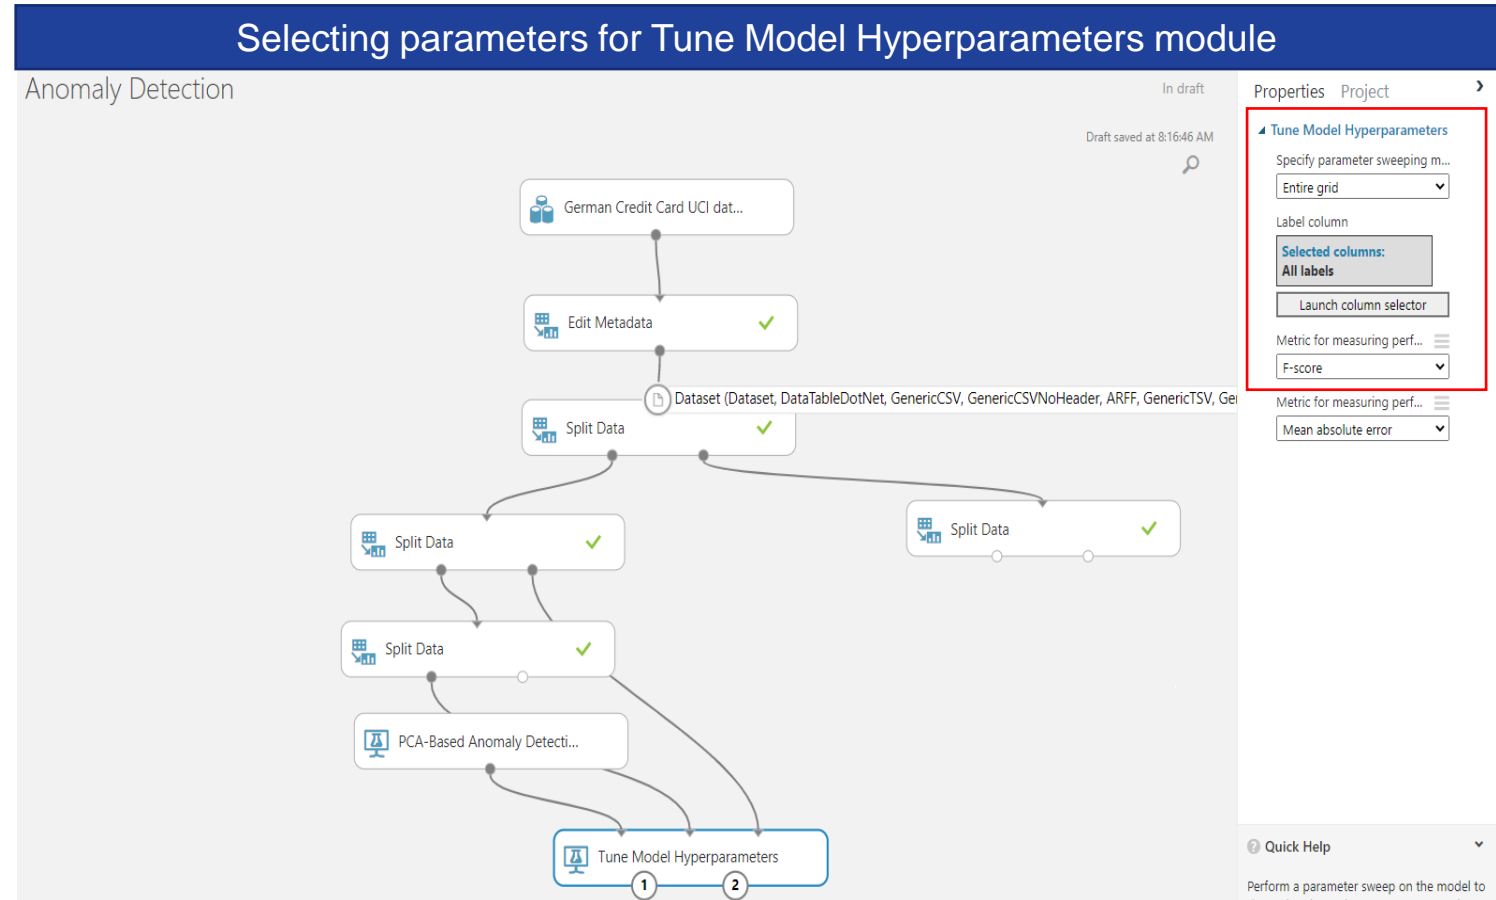 Selecting parameters for Tune Model Hyperparameters module
Anomaly Detection
In draft
Draft saved at 8:16:46 AM
German Credit Card UCI dat...
Edit Metadata
Dataset (Dataset, DataTableDotNet, GenericCSV, GenericCSVNoHeader, ARFF, GenericTSV, Ge
Split Data
Split Data
Split Data
Split Data
PCA-Based Anomaly Detecti...
Tune Model Hyperparameters
1 2
Properties Project
Tune Model Hyperparameters
Specify parameter sweeping m...
Entire grid
Label column
Selected columns:
All labels
Launch column selector
Metric for measuring perf...
F-score
Metric for measuring perf...
Mean absolute error
Quick Help
Perform a parameter sweep on the model to